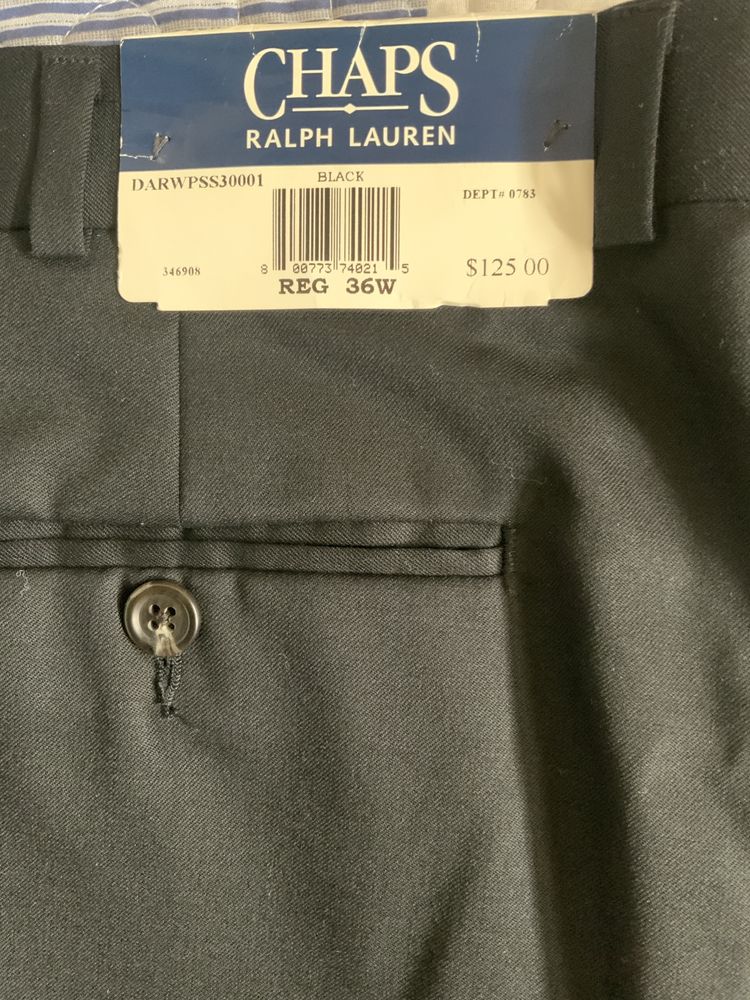 CHAPS
RALPH LAUREN
DARWPSS30001 BLACK DEPT# 0783
346908 8 00773 74021 5 $125 00
REG 36W